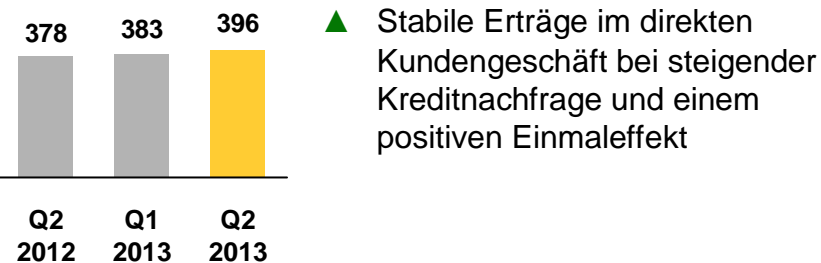 378 383 396
Q2 Q1 Q2
2012 2013 2013
▲ Stabile Erträge im direkten
Kundengeschäft bei steigender
Kreditnachfrage und einem
positiven Einmaleffekt